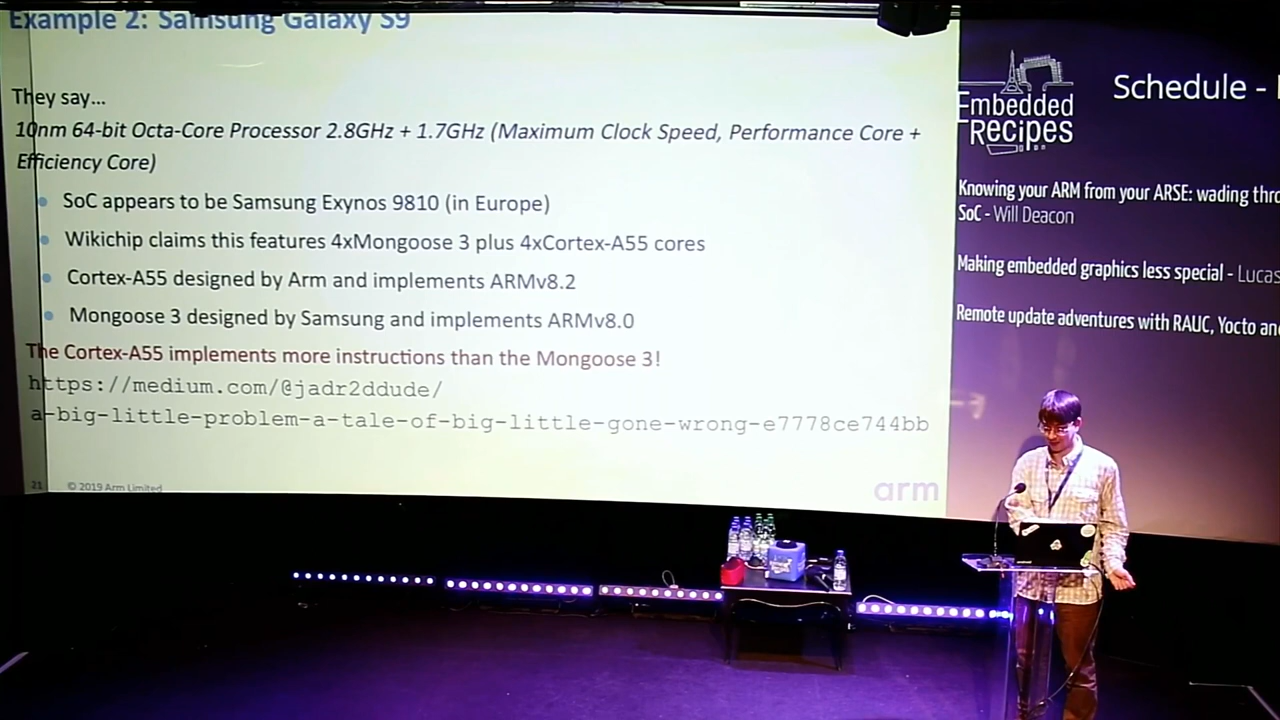 Example 2: Samsung Galaxy S9
They say...
10nm 64-bit Octa-Core Processor 2.8GHz + 1.7GHz (Maximum Clock Speed, Performance Core +
Efficiency Core)
SoC appears to be Samsung Exynos 9810 (in Europe)
Wikichip claims this features 4xMongoose 3 plus 4xCortex-A55 cores
Cortex-A55 designed by Arm and implements ARMv8.2
Mongoose 3 designed by Samsung and implements ARMv8.0
The Cortex-A55 implements more instructions than the Mongoose 3!
https://medium.com/@jadr2ddude/
a-big-little-problem-a-tale-of-big-little-gone-wrong-e7778ce744bb
21 © 2019 Arm Limited
arm
Embedded
Recipes
Schedule -
Knowing your ARM from your ARSE: wading
SoC - Will Deacon
Making embedded graphics less special - Lucas
Remote update adventures with RAUC, Yocto